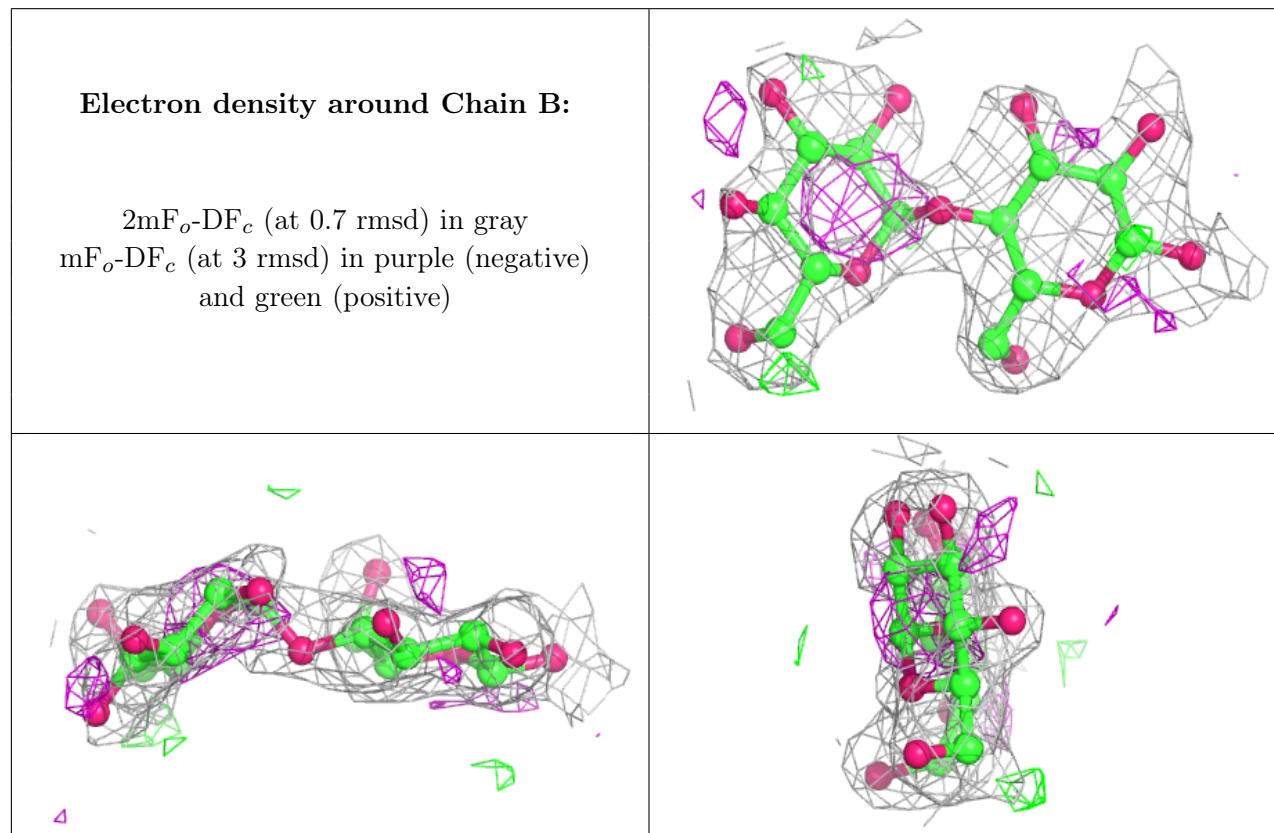 Electron density around Chain B:
2mFo-DFc (at 0.7 rmsd) in gray
mFo-DFc (at 3 rmsd) in purple (negative)
and green (positive)